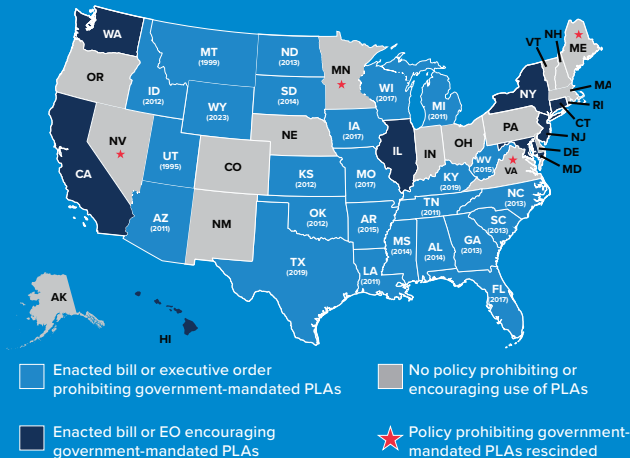 WA
OR
CA
NV
ID
(2012)
MT
(1999)
WY
(2023)
UT
(1995)
AZ
(2011)
CO
NM
ND
(2013)
SD
(2014)
NE
KS
(2012)
OK
(2012)
TX
(2019)
MN
IA
(2017)
MO
(2017)
AR
(2015)
LA
(2011)
WI
(2017)
IL
MI
(2011)
IN
OH
KY
(2019)
TN
(2011)
MS
(2014)
AL
(2014)
GA
(2013)
FL
(2017)
SC
(2013)
NC
(2013)
WV
(2015)
VA
PA
NY
VT
NH
ME
MA
RI
CT
NJ
DE
MD
AK
HI
Enacted bill or executive order
prohibiting government-mandated PLAs
No policy prohibiting or
encouraging use of PLAs
Enacted bill or EO encouraging
government-mandated PLAs
Policy prohibiting government-
mandated PLAs rescinded